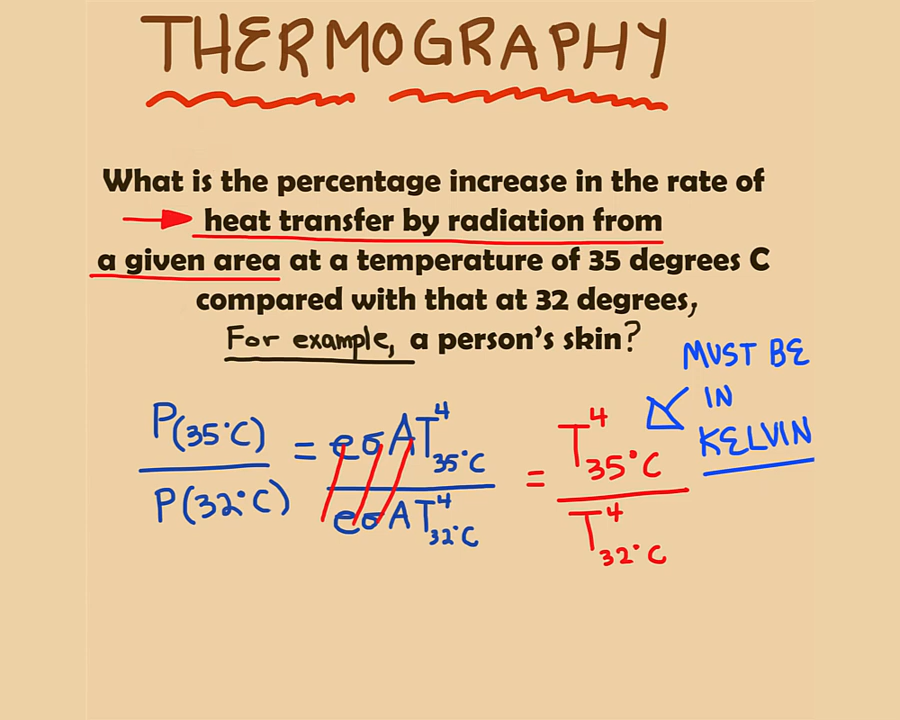 THERMOGRAPHY
What is the percentage increase in the rate of
heat transfer by radiation from
a given area at a temperature of 35 degrees C
compared with that at 32 degrees,
For example, a person's skin?
MUST BE
IN
KELVIN
P(35°C) / P(32°C) = eσAT⁴35°C / eσAT⁴32°C = T⁴35°C / T⁴32°C